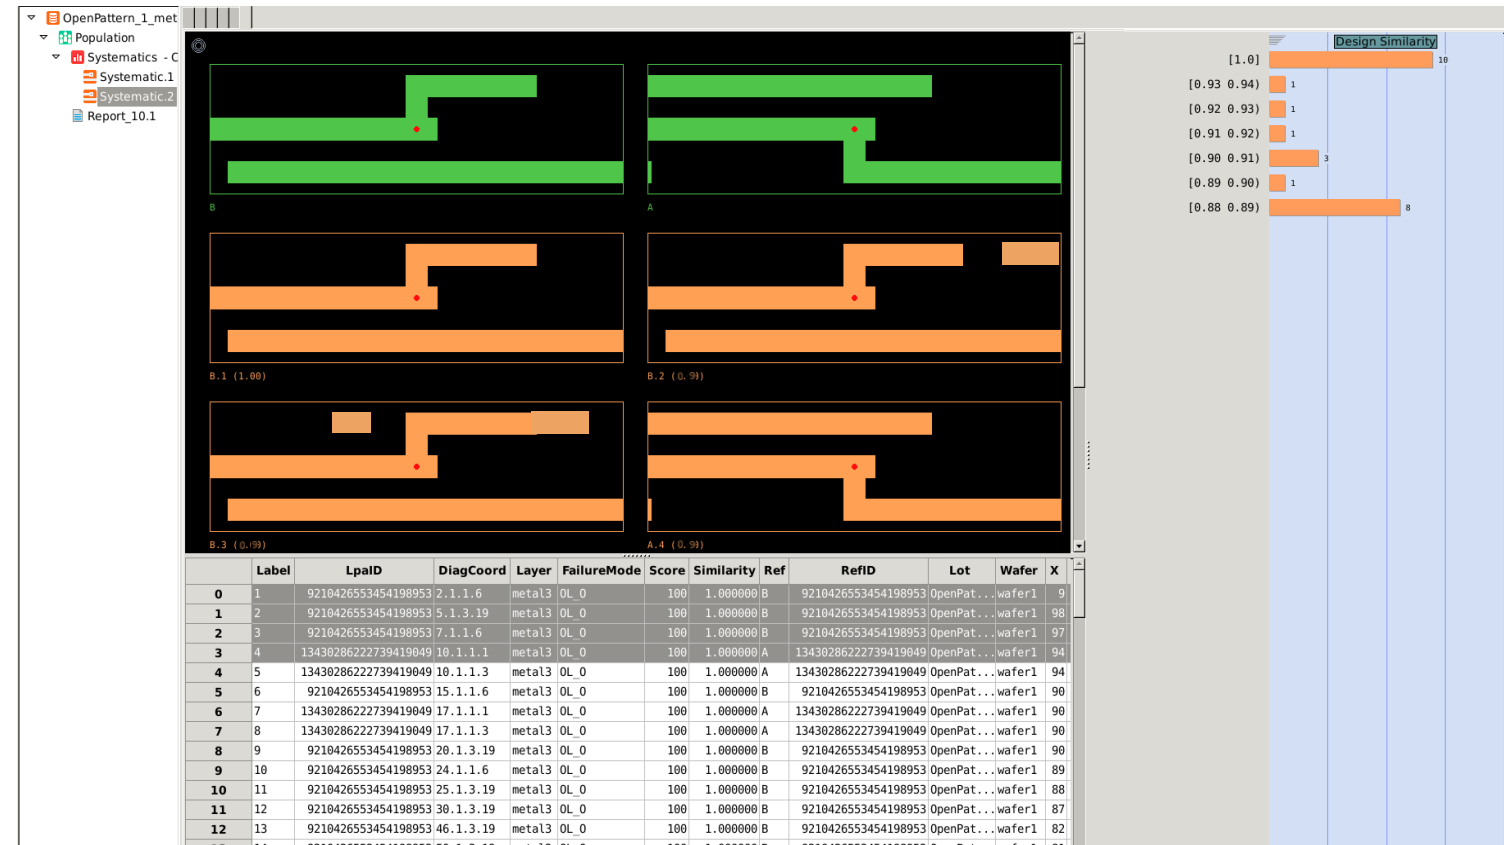 OpenPattern_1_met
Population
Systematics - C
Systematic.1
Systematic.2
Report_10.1
B
A
B.1 (1.00)
B.2 (0.99)
B.3 (0.99)
A.4 (0.99)
Design Similarity
[1.0] 10
[0.93 0.94) 1
[0.92 0.93) 1
[0.91 0.92) 1
[0.90 0.91) 3
[0.89 0.90) 1
[0.88 0.89) 8
Label LpaID DiagCoord Layer FailureMode Score Similarity Ref RefID Lot Wafer X
0 1 9210426553454198953 2.1.1.6 metal3 OL_O 100 1.000000 B 9210426553454198953 OpenPat... wafer1 9
1 2 9210426553454198953 5.1.3.19 metal3 OL_O 100 1.000000 B 9210426553454198953 OpenPat... wafer1 98
2 3 9210426553454198953 7.1.1.6 metal3 OL_O 100 1.000000 B 9210426553454198953 OpenPat... wafer1 97
3 4 13430286222739419049 10.1.1.1 metal3 OL_O 100 1.000000 A 13430286222739419049 OpenPat... wafer1 94
4 5 13430286222739419049 10.1.1.3 metal3 OL_O 100 1.000000 A 13430286222739419049 OpenPat... wafer1 94
5 6 9210426553454198953 15.1.1.6 metal3 OL_O 100 1.000000 B 9210426553454198953 OpenPat... wafer1 90
6 7 13430286222739419049 17.1.1.1 metal3 OL_O 100 1.000000 A 13430286222739419049 OpenPat... wafer1 90
7 8 13430286222739419049 17.1.1.3 metal3 OL_O 100 1.000000 A 13430286222739419049 OpenPat... wafer1 90
8 9 9210426553454198953 20.1.3.19 metal3 OL_O 100 1.000000 B 9210426553454198953 OpenPat... wafer1 90
9 10 9210426553454198953 24.1.1.6 metal3 OL_O 100 1.000000 B 9210426553454198953 OpenPat... wafer1 89
10 11 9210426553454198953 25.1.3.19 metal3 OL_O 100 1.000000 B 9210426553454198953 OpenPat... wafer1 88
11 12 9210426553454198953 30.1.3.19 metal3 OL_O 100 1.000000 B 9210426553454198953 OpenPat... wafer1 87
12 13 9210426553454198953 46.1.3.19 metal3 OL_O 100 1.000000 B 9210426553454198953 OpenPat... wafer1 82